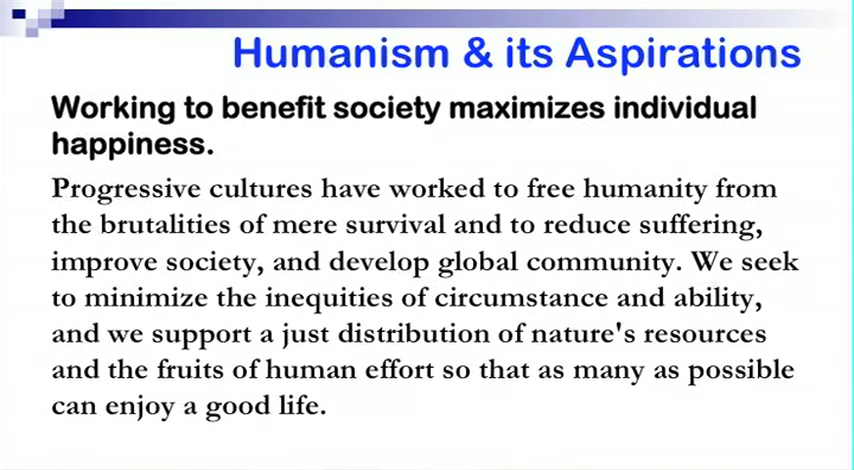 Humanism & its Aspirations
Working to benefit society maximizes individual
happiness.
Progressive cultures have worked to free humanity from
the brutalities of mere survival and to reduce suffering,
improve society, and develop global community. We seek
to minimize the inequities of circumstance and ability,
and we support a just distribution of nature's resources
and the fruits of human effort so that as many as possible
can enjoy a good life.